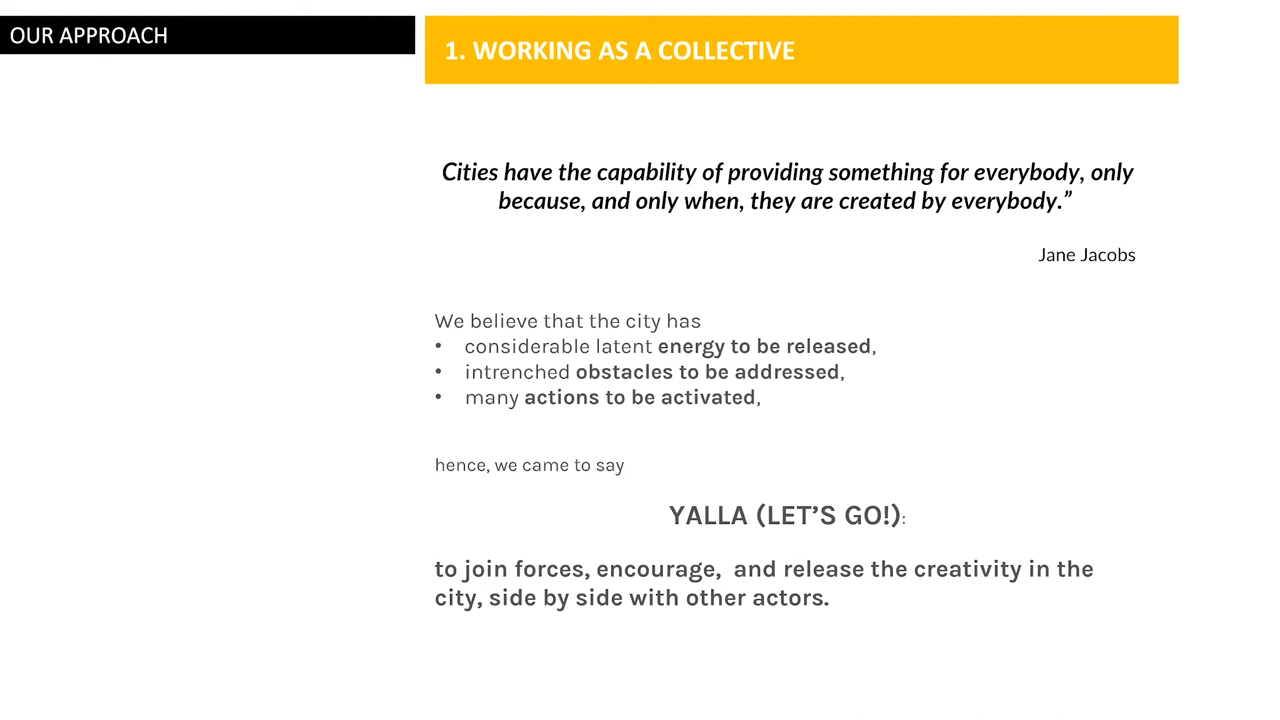 OUR APPROACH
1. WORKING AS A COLLECTIVE
Cities have the capability of providing something for everybody, only
because, and only when, they are created by everybody.”
Jane Jacobs
We believe that the city has
• considerable latent energy to be released,
• intrenched obstacles to be addressed,
• many actions to be activated,
hence, we came to say
YALLA (LET’S GO!):
to join forces, encourage,  and release the creativity in the
city, side by side with other actors.